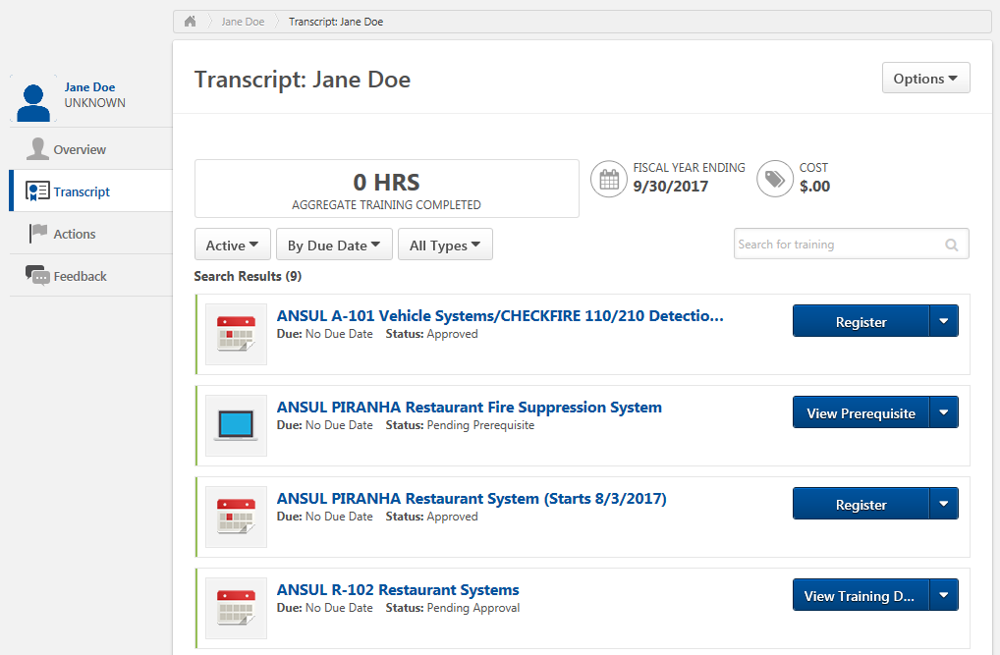 Jane Doe
Transcript: Jane Doe
Jane Doe
UNKNOWN
Overview
Transcript
Actions
Feedback
Transcript: Jane Doe
Options
0 HRS
AGGREGATE TRAINING COMPLETED
FISCAL YEAR ENDING
9/30/2017
COST
$.00
Active
By Due Date
All Types
Search for training
Search Results (9)
ANSUL A-101 Vehicle Systems/CHECKFIRE 110/210 Detectio...
Due: No Due Date Status: Approved
Register
ANSUL PIRANHA Restaurant Fire Suppression System
Due: No Due Date Status: Pending Prerequisite
View Prerequisite
ANSUL PIRANHA Restaurant System (Starts 8/3/2017)
Due: No Due Date Status: Approved
Register
ANSUL R-102 Restaurant Systems
Due: No Due Date Status: Pending Approval
View Training D...